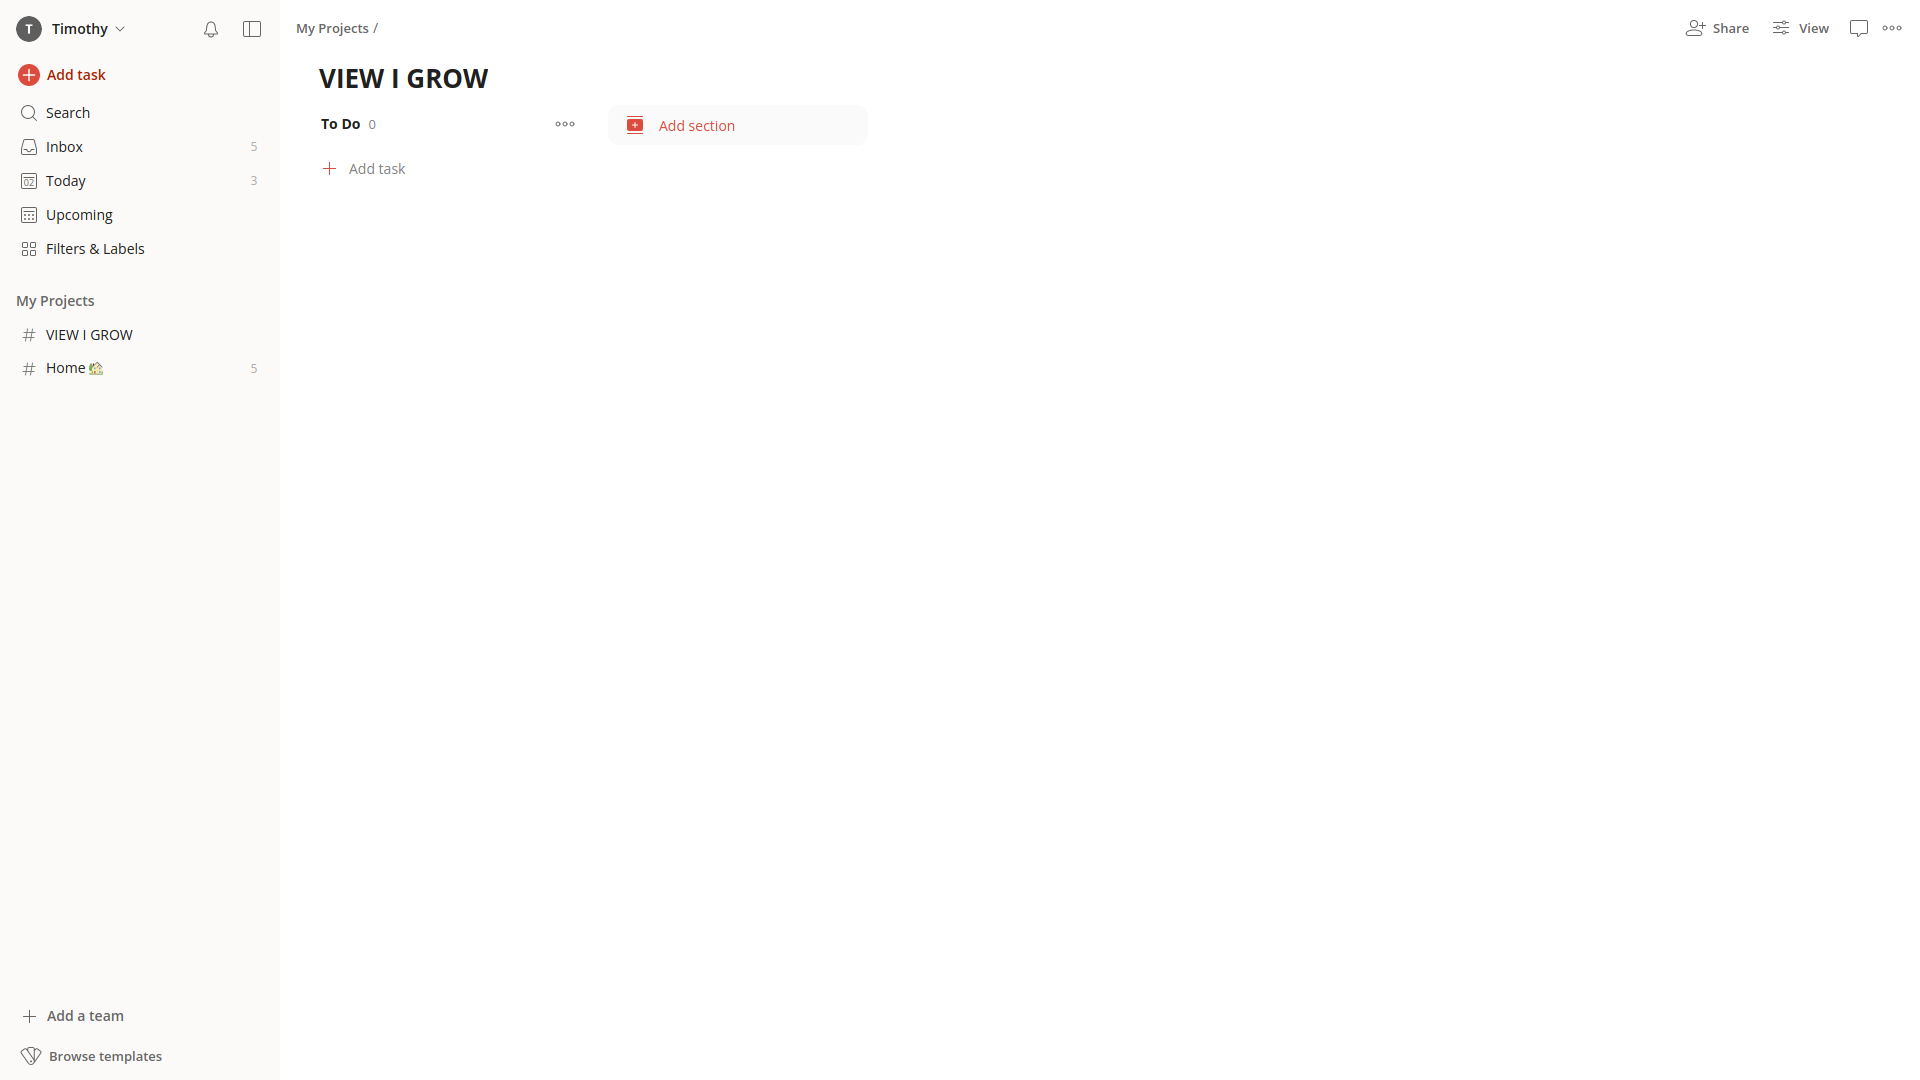 T Timothy
Add task
Search
Inbox 5
02 Today 3
Upcoming
Filters & Labels
My Projects
# VIEW I GROW
# Home 🏡 5
Add a team
Browse templates
My Projects /
Share
View
VIEW I GROW
To Do 0
Add task
Add section